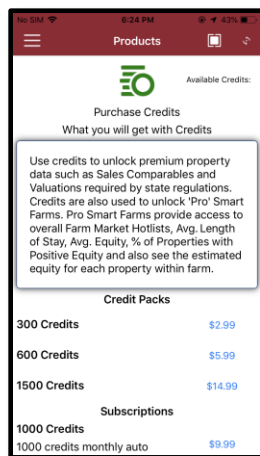 No SIM 6:24 PM 43%
Products
Available Credits:
Purchase Credits
What you will get with Credits
Use credits to unlock premium property
data such as Sales Comparables and
Valuations required by state regulations.
Credits are also used to unlock 'Pro' Smart
Farms. Pro Smart Farms provide access to
overall Farm Market Hotlists, Avg. Length
of Stay, Avg. Equity, % of Properties with
Positive Equity and also see the estimated
equity for each property within farm.
Credit Packs
300 Credits $2.99
600 Credits $5.99
1500 Credits $14.99
Subscriptions
1000 Credits
1000 credits monthly auto $9.99